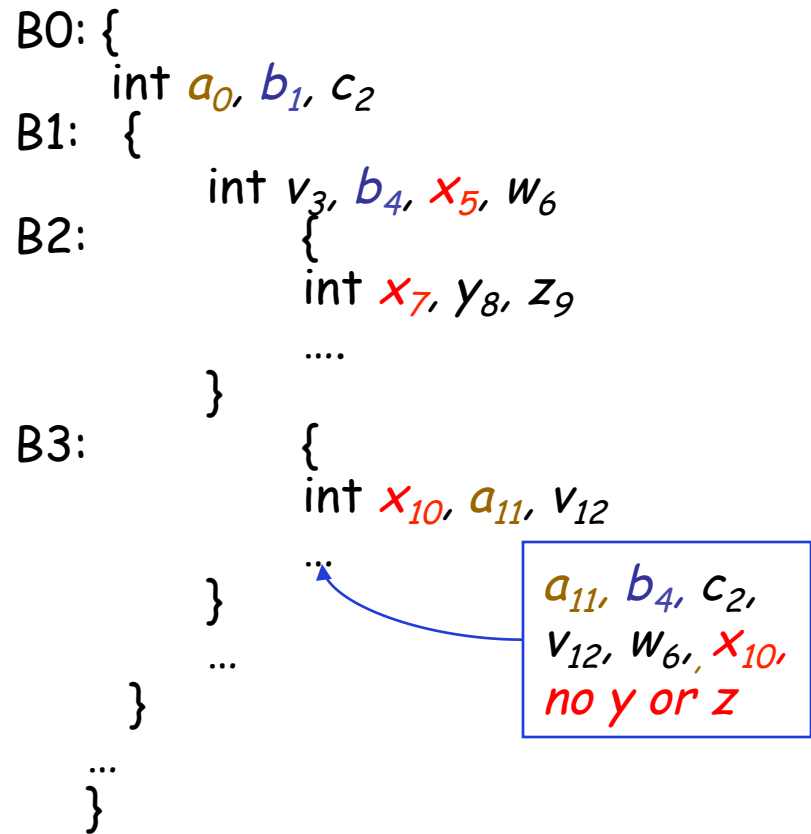 B0: {
int a₀, b₁, c₂
B1: {
int v₃, b₄, x₅, w₆
B2: {
int x₇, y₈, z₉
....
}
B3: {
int x₁₀, a₁₁, v₁₂
...
}
...
}
...
}
a₁₁, b₄, c₂,
v₁₂, w₆,, x₁₀,
no y or z